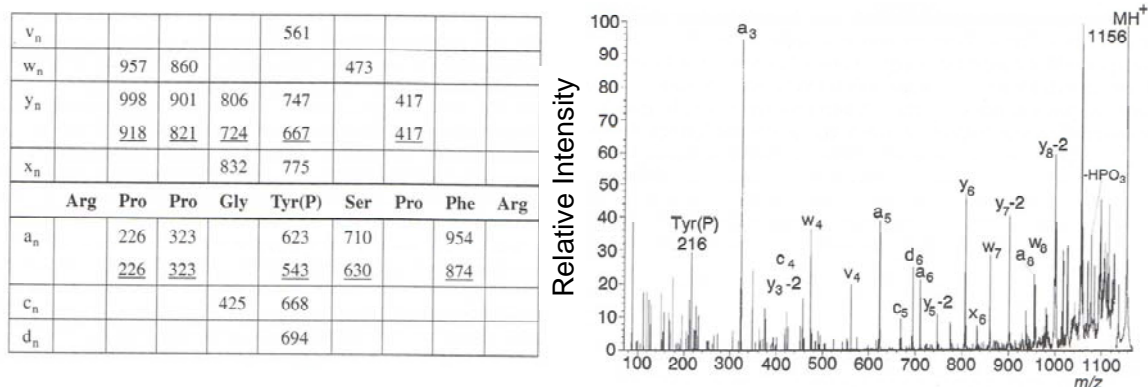 vn 561
wn 957 860 473
yn 998 901 806 747 417
918 821 724 667 417
xn 832 775
Arg Pro Pro Gly Tyr(P) Ser Pro Phe Arg
an 226 323 623 710 954
226 323 543 630 874
cn 425 668
dn 694
Relative Intensity
100
90
80
70
60
50
40
30
20
10
0
100 200 300 400 500 600 700 800 900 1000 1100
m/z
Tyr(P)
216
a3
c4
y3-2
w4
v4
a5
c5
d6
a6
y5-2
y6
x6
w7
y7-2
a8
w8
y8-2
-HPO3
MH+
1156